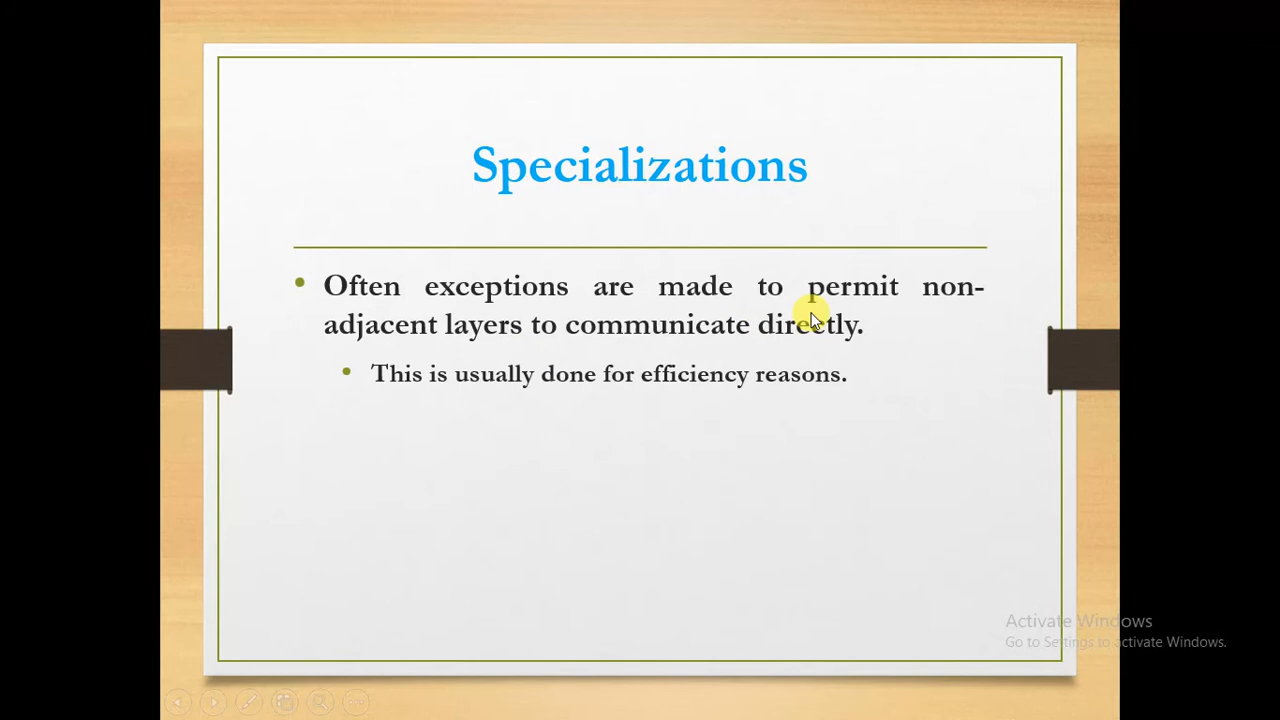 Specializations
• Often exceptions are made to permit non-
adjacent layers to communicate directly.
• This is usually done for efficiency reasons.
Activate Windows
Go to Settings to activate Windows.